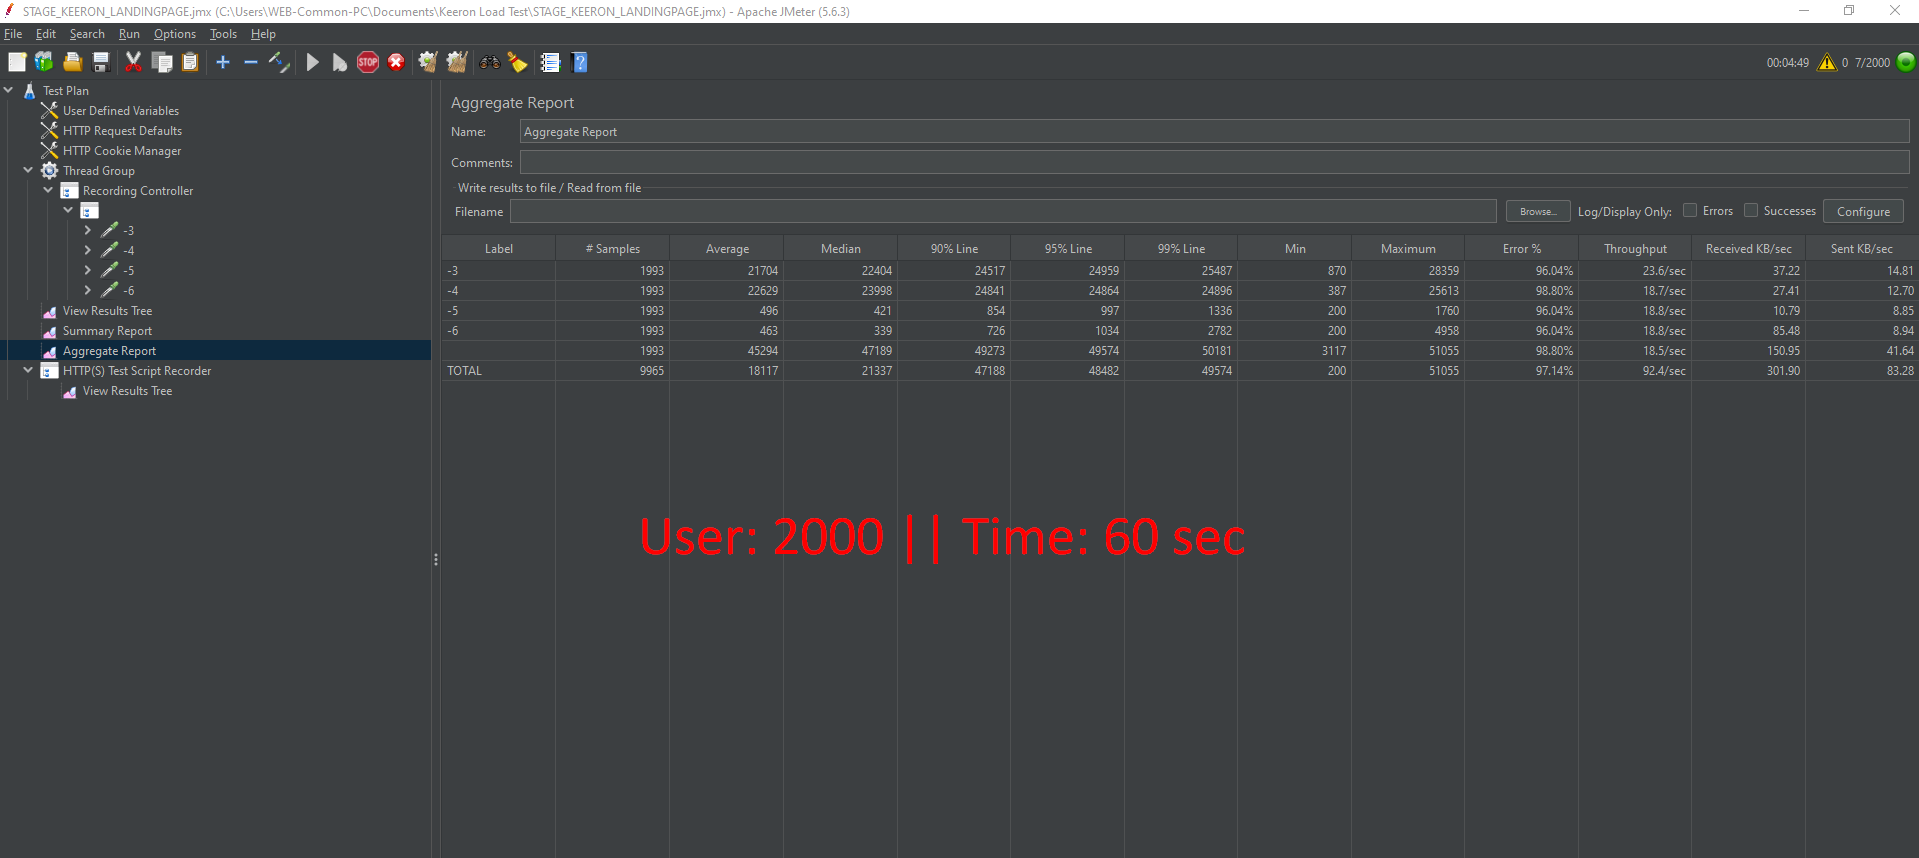 STAGE_KEERON_LANDINGPAGE.jmx (C:\Users\WEB-Common-PC\Documents\Keeron Load Test\STAGE_KEERON_LANDINGPAGE.jmx) - Apache JMeter (5.6.3)
File Edit Search Run Options Tools Help
STOP 00:04:49 0 7/2000
Test Plan
User Defined Variables
HTTP Request Defaults
HTTP Cookie Manager
Thread Group
Recording Controller
-3
-4
-5
-6
View Results Tree
Summary Report
Aggregate Report
HTTP(S) Test Script Recorder
View Results Tree
Aggregate Report
Name: Aggregate Report
Comments:
Write results to file / Read from file
Filename Browse... Log/Display Only: Errors Successes Configure
Label # Samples Average Median 90% Line 95% Line 99% Line Min Maximum Error % Throughput Received KB/sec Sent KB/sec
-3 1993 21704 22404 24517 24959 25487 870 28359 96.04% 23.6/sec 37.22 14.81
-4 1993 22629 23998 24841 24864 24896 387 25613 98.80% 18.7/sec 27.41 12.70
-5 1993 496 421 854 997 1336 200 1760 96.04% 18.8/sec 10.79 8.85
-6 1993 463 339 726 1034 2782 200 4958 96.04% 18.8/sec 85.48 8.94
1993 45294 47189 49273 49574 50181 3117 51055 98.80% 18.5/sec 150.95 41.64
TOTAL 9965 18117 21337 47188 48482 49574 200 51055 97.14% 92.4/sec 301.90 83.28
User: 2000 || Time: 60 sec